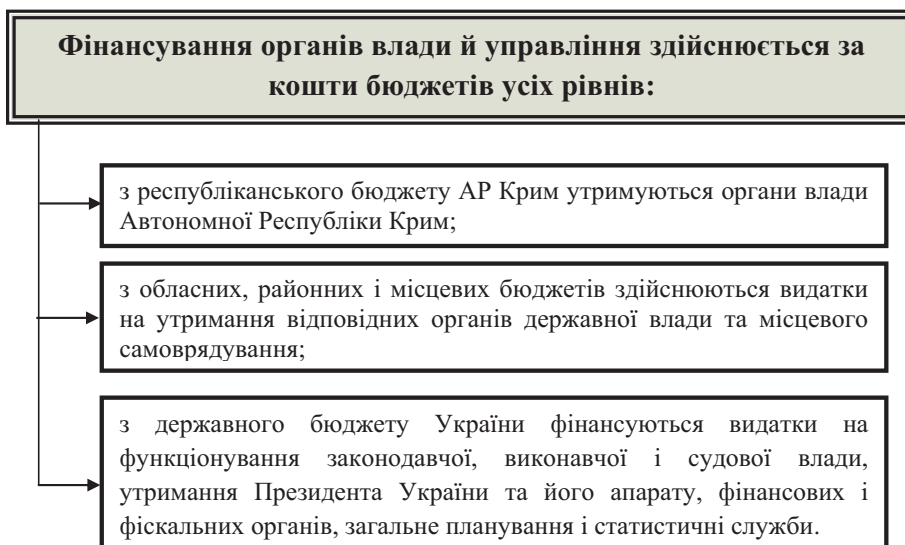 Фінансування органів влади й управління здійснюється за
кошти бюджетів усіх рівнів:
з республіканського бюджету АР Крим утримуються органи влади
Автономної Республіки Крим;
з обласних, районних і місцевих бюджетів здійснюються видатки
на утримання відповідних органів державної влади та місцевого
самоврядування;
з державного бюджету України фінансуються видатки на
функціонування законодавчої, виконавчої і судової влади,
утримання Президента України та його апарату, фінансових і
фіскальних органів, загальне планування і статистичні служби.